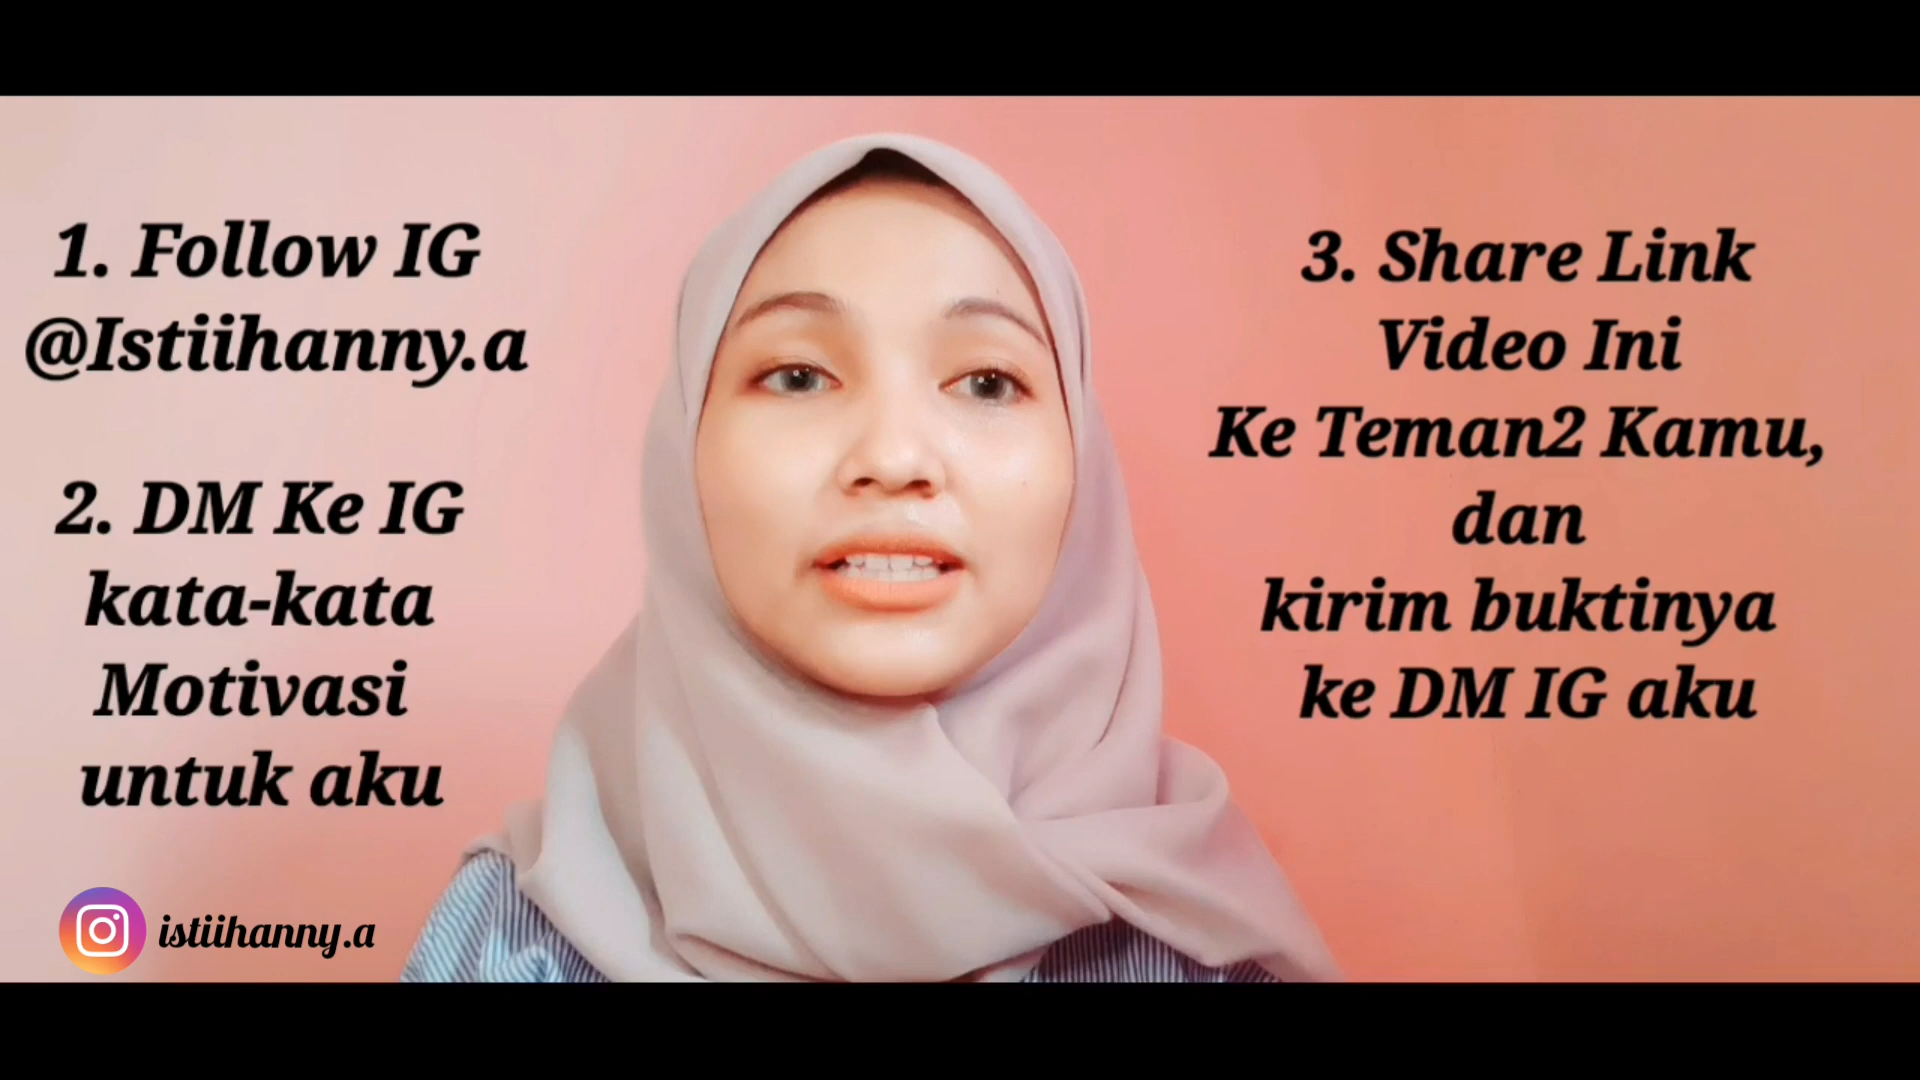 1. Follow IG
@Istiihanny.a
2. DM Ke IG
kata-kata
Motivasi
untuk aku
3. Share Link
Video Ini
Ke Teman2 Kamu,
dan
kirim buktinya
ke DM IG aku
istiihanny.a